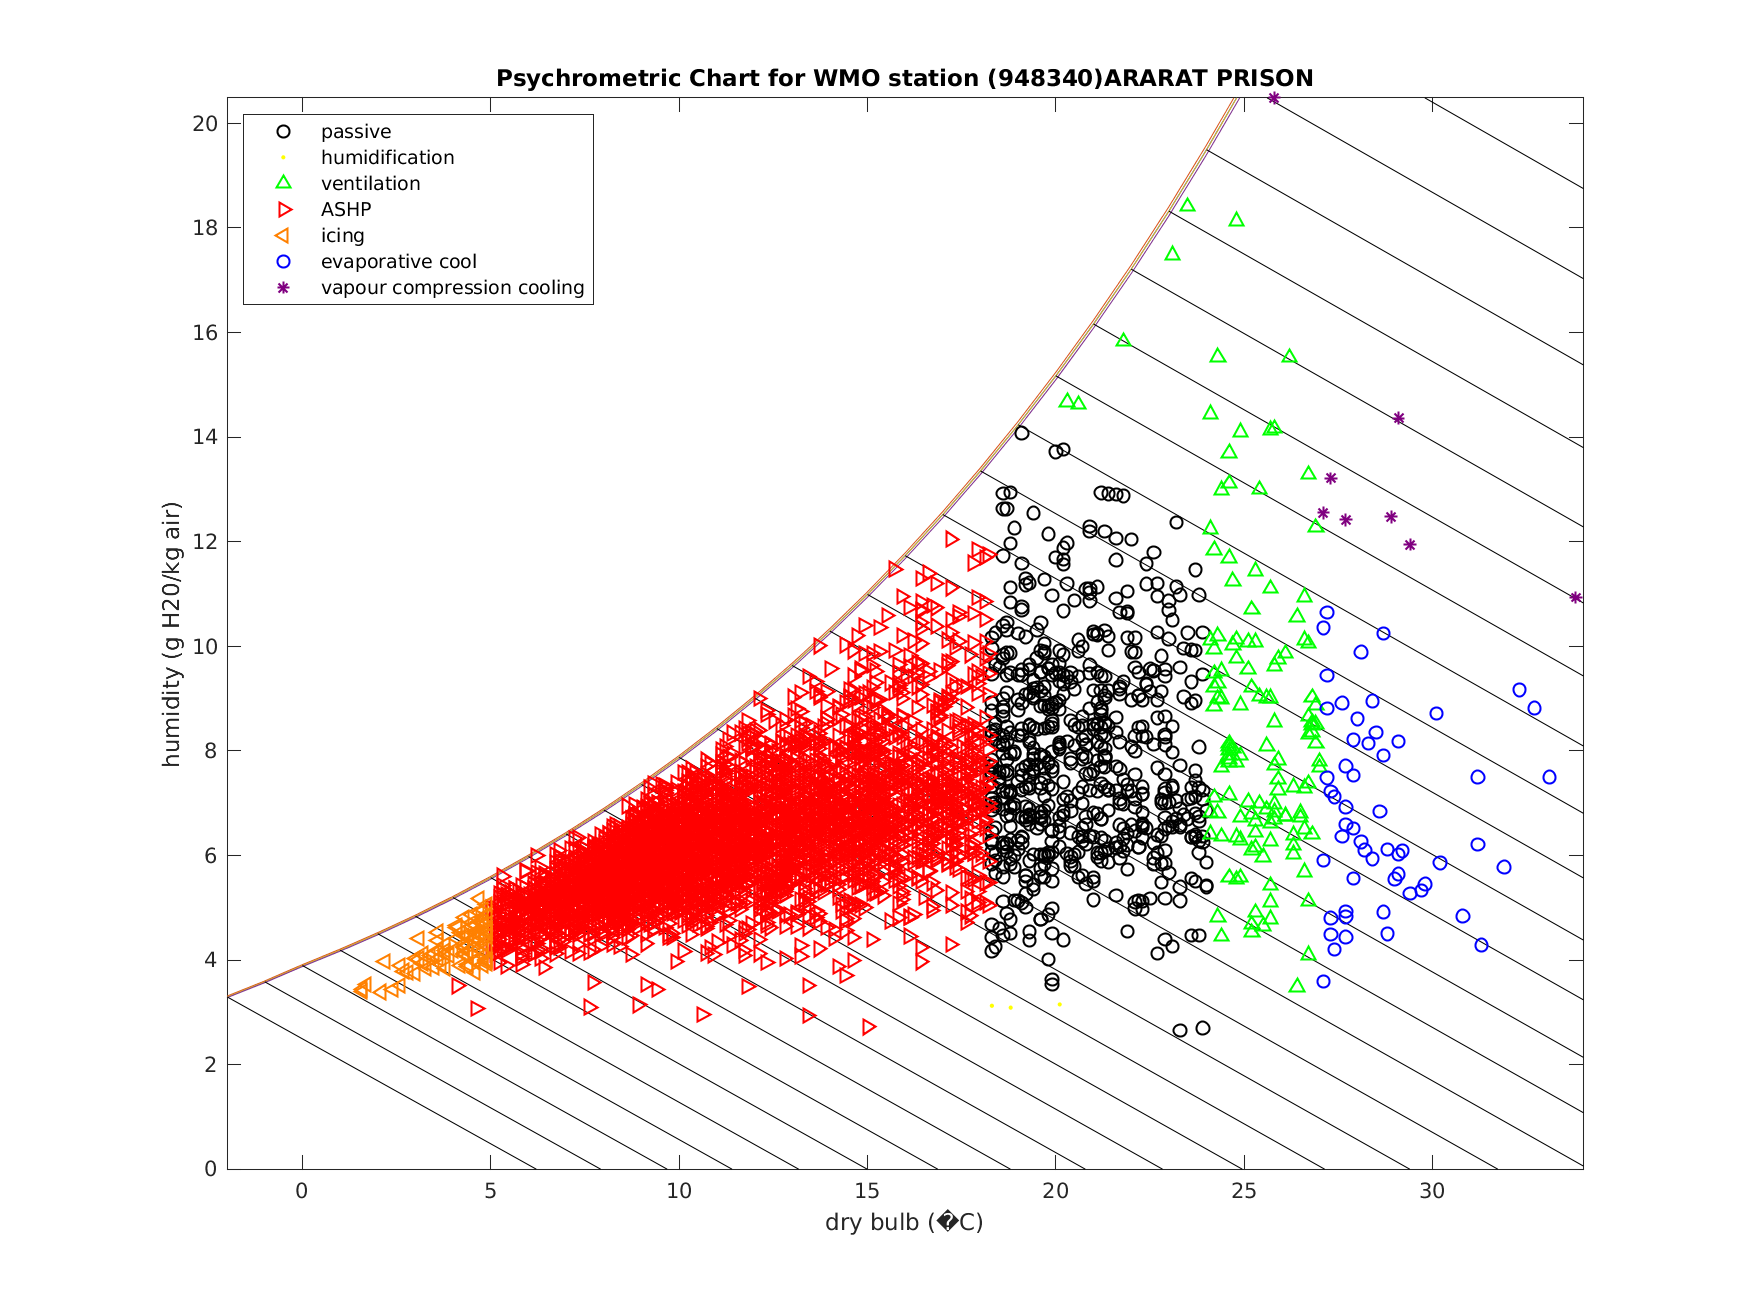 Psychrometric Chart for WMO station (948340)ARARAT PRISON
passive
humidification
ventilation
ASHP
icing
evaporative cool
vapour compression cooling
humidity (g H20/kg air)
20
18
16
14
12
10
8
6
4
2
0
0 5 10 15 20 25 30
dry bulb (�C)